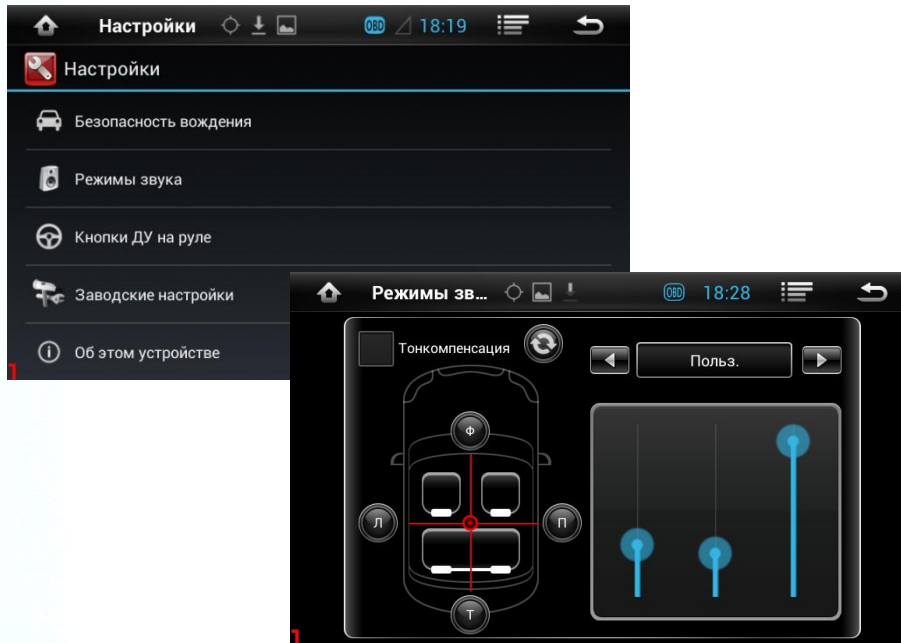 Настройки
OBD
18:19
Настройки
Безопасность вождения
Режимы звука
Кнопки ДУ на руле
Заводские настройки
Об этом устройстве
Режимы зв...
OBD
18:28
Тонкомпенсация
Польз.
Ф
Л
П
Т